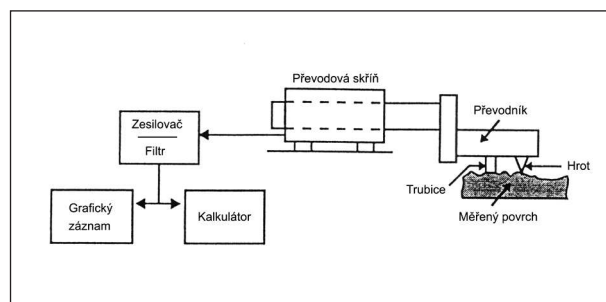 Převodová skříň
Převodník
Zesilovač
Filtr
Trubice
Hrot
Měřený povrch
Grafický
záznam
Kalkulátor